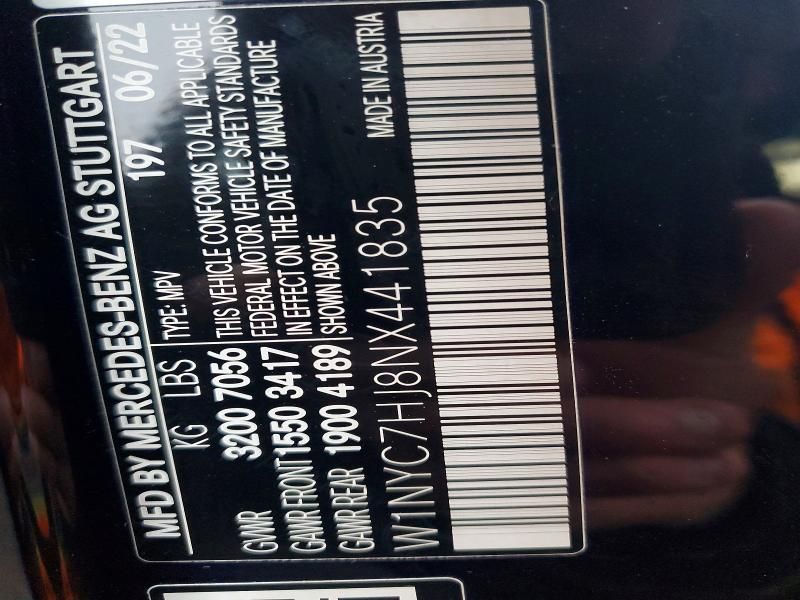 MFD BY MERCEDES-BENZ AG STUTTGART
KG LBS TYPE: MPV 197 06/22
GVWR 3200 7056 THIS VEHICLE CONFORMS TO ALL APPLICABLE
FEDERAL MOTOR VEHICLE SAFETY STANDARDS
GAWR FRONT 1550 3417 IN EFFECT ON THE DATE OF MANUFACTURE
GAWR REAR 1900 4189 SHOWN ABOVE
MADE IN AUSTRIA
W1NYC7HJ8NX441835